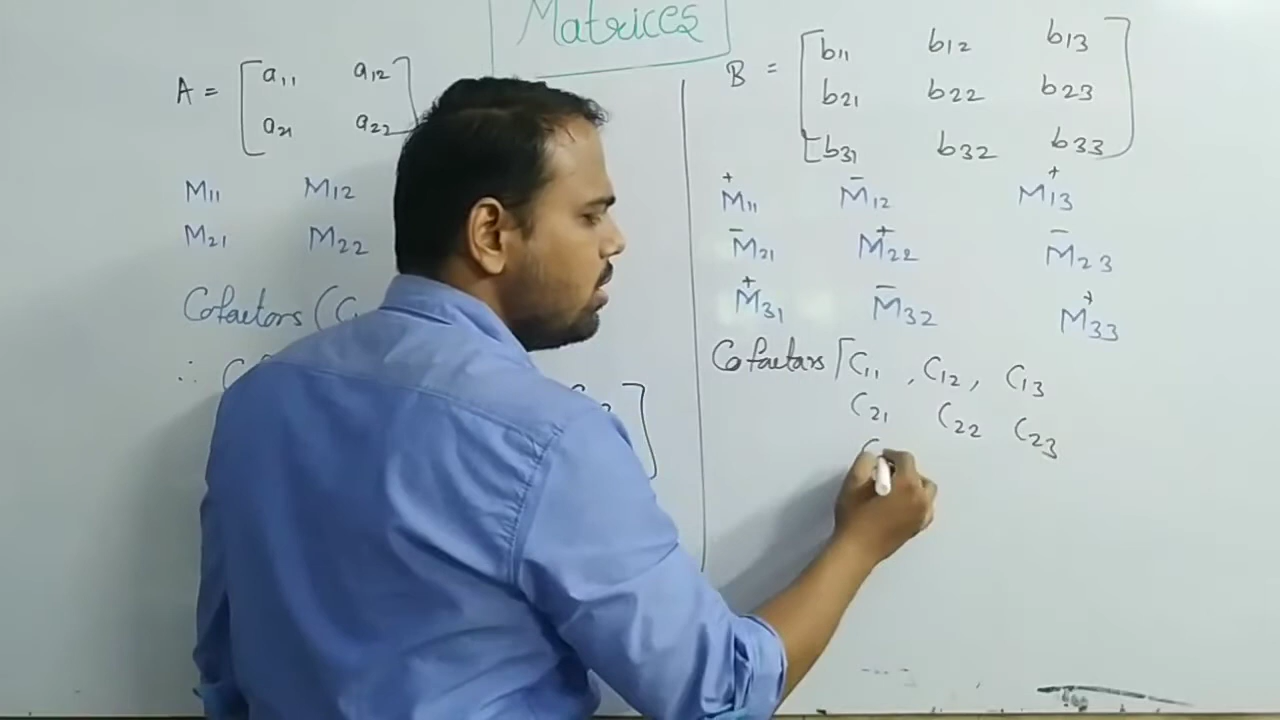 Matrices
A = [ a11 a12
a21 a22 ]
M11 M12
M21 M22
Cofactors (C
∴ C
B = [ b11 b12 b13
b21 b22 b23
b31 b32 b33 ]
+M11 -M12 +M13
-M21 +M22 -M23
+M31 -M32 +M33
Cofactors [C11 , C12, C13
C21 C22 C23
C